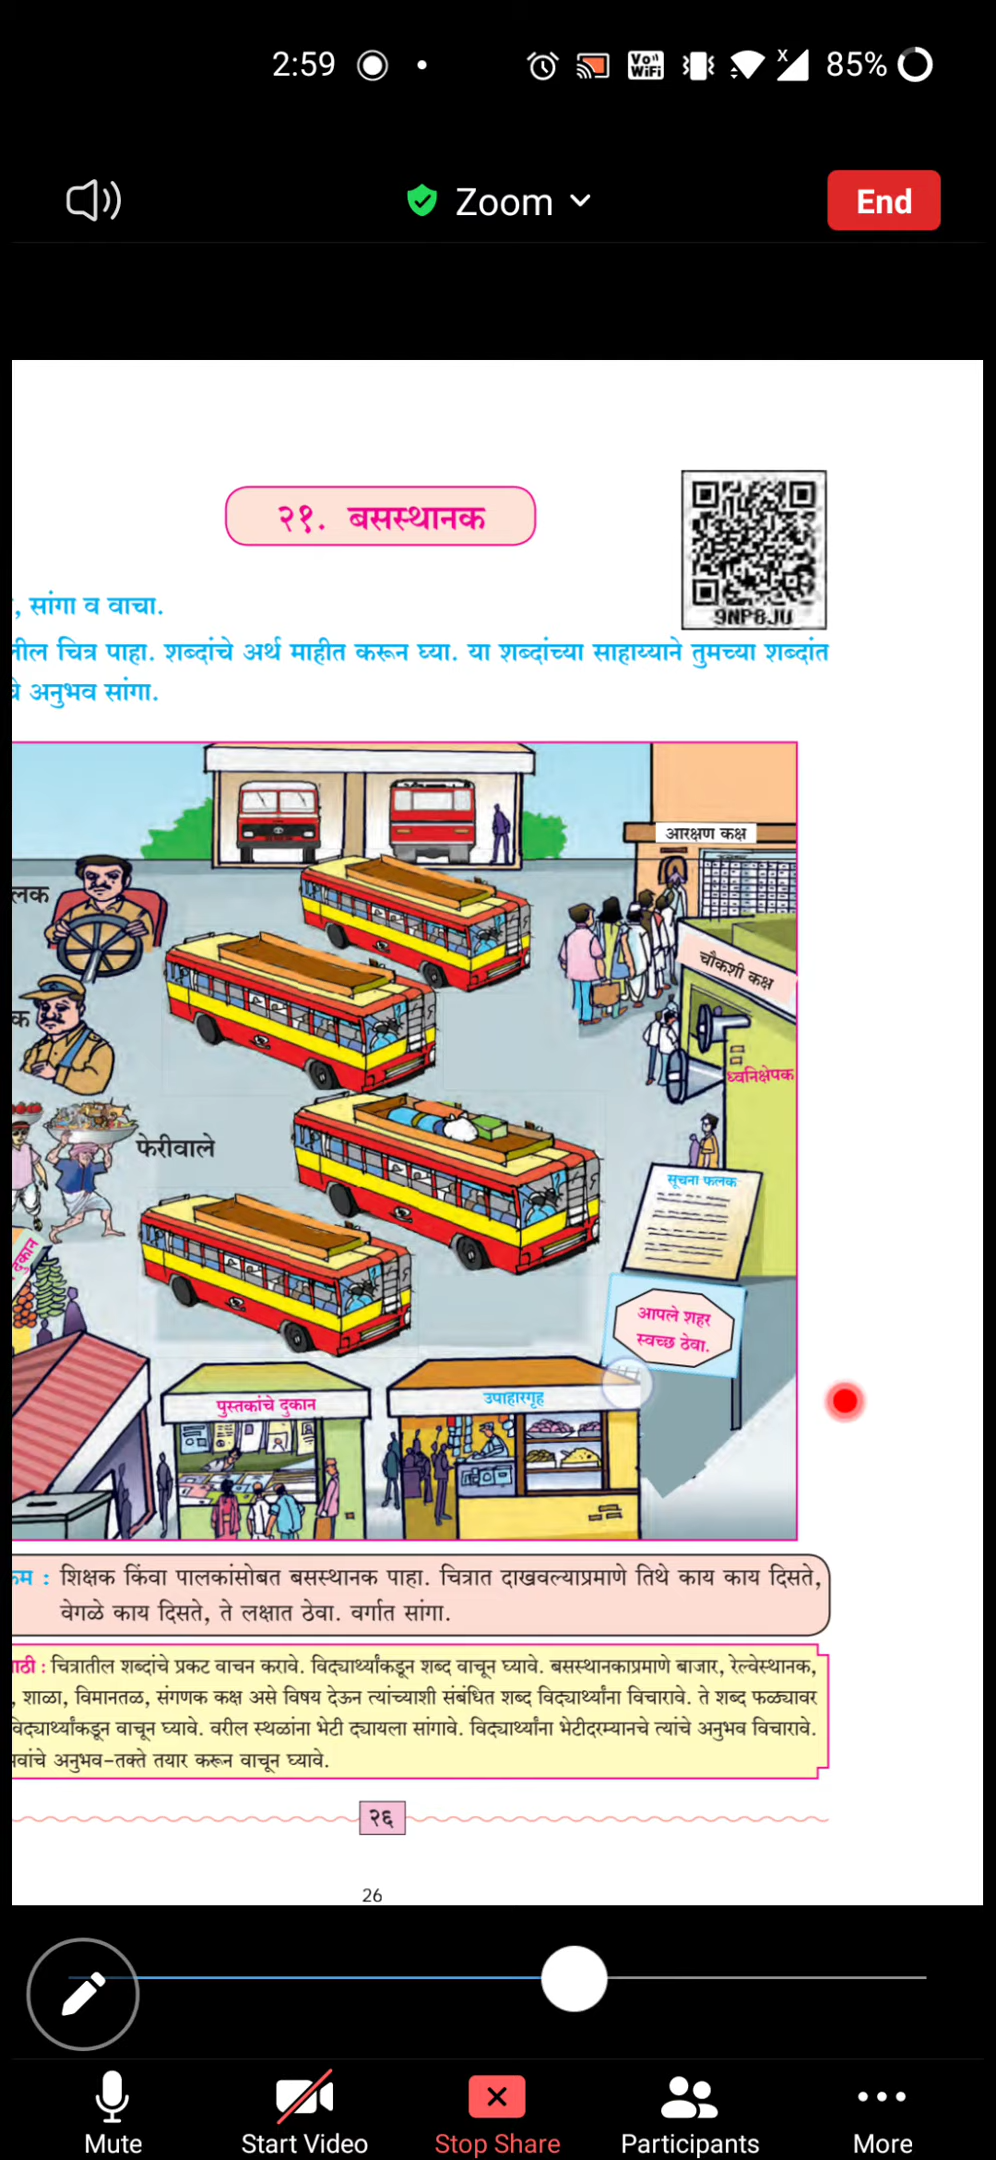 2:59
Vo WiFi
x
85%
Zoom
End
२१. बसस्थानक
9NP8JU
, सांगा व वाचा.
चित्र पाहा. शब्दांचे अर्थ माहीत करून घ्या. या शब्दांच्या साहाय्याने तुमच्या शब्दांत
अनुभव सांगा.
आरक्षण कक्ष
लक
चौकशी कक्ष
क
ध्वनिक्षेपक
फेरीवाले
सूचना फलक
दुकान
आपले शहर
स्वच्छ ठेवा.
पुस्तकांचे दुकान
उपाहारगृह
: शिक्षक किंवा पालकांसोबत बसस्थानक पाहा. चित्रात दाखवल्याप्रमाणे तिथे काय काय दिसते,
वेगळे काय दिसते, ते लक्षात ठेवा. वर्गात सांगा.
ाठी : चित्रातील शब्दांचे प्रकट वाचन करावे. विद्यार्थ्यांकडून शब्द वाचून घ्यावे. बसस्थानकाप्रमाणे बाजार, रेल्वेस्थानक,
, शाळा, विमानतळ, संगणक कक्ष असे विषय देऊन त्यांच्याशी संबंधित शब्द विद्यार्थ्यांना विचारावे. ते शब्द फळ्यावर
विद्यार्थ्यांकडून वाचून घ्यावे. वरील स्थळांना भेटी द्यायला सांगावे. विद्यार्थ्यांना भेटीदरम्यानचे त्यांचे अनुभव विचारावे.
वांचे अनुभव-तक्ते तयार करून वाचून घ्यावे.
२६
26
Mute
Start Video
Stop Share
Participants
More